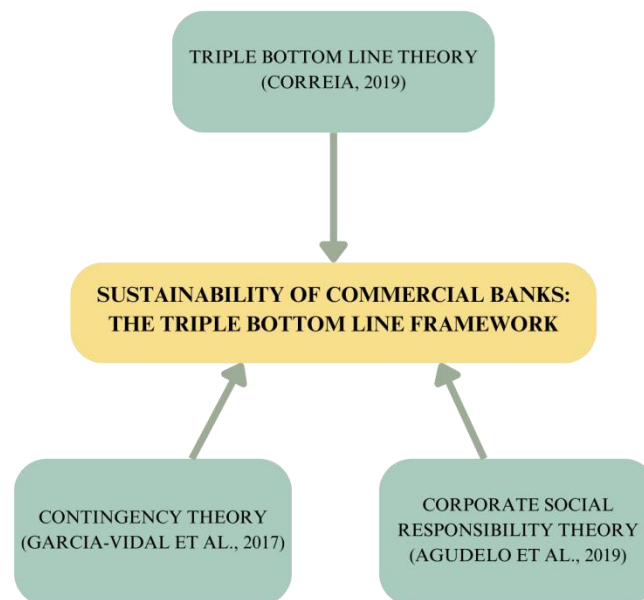 TRIPLE BOTTOM LINE THEORY
(CORREIA, 2019)
SUSTAINABILITY OF COMMERCIAL BANKS:
THE TRIPLE BOTTOM LINE FRAMEWORK
CONTINGENCY THEORY
(GARCIA-VIDAL ET AL., 2017)
CORPORATE SOCIAL
RESPONSIBILITY THEORY
(AGUDELO ET AL., 2019)